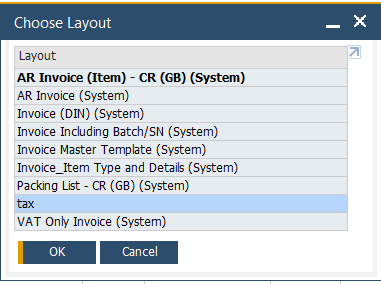 Choose Layout
Layout
AR Invoice (Item) - CR (GB) (System)
AR Invoice (System)
Invoice (DIN) (System)
Invoice Including Batch/SN (System)
Invoice Master Template (System)
Invoice_Item Type and Details (System)
Packing List - CR (GB) (System)
tax
VAT Only Invoice (System)
OK Cancel